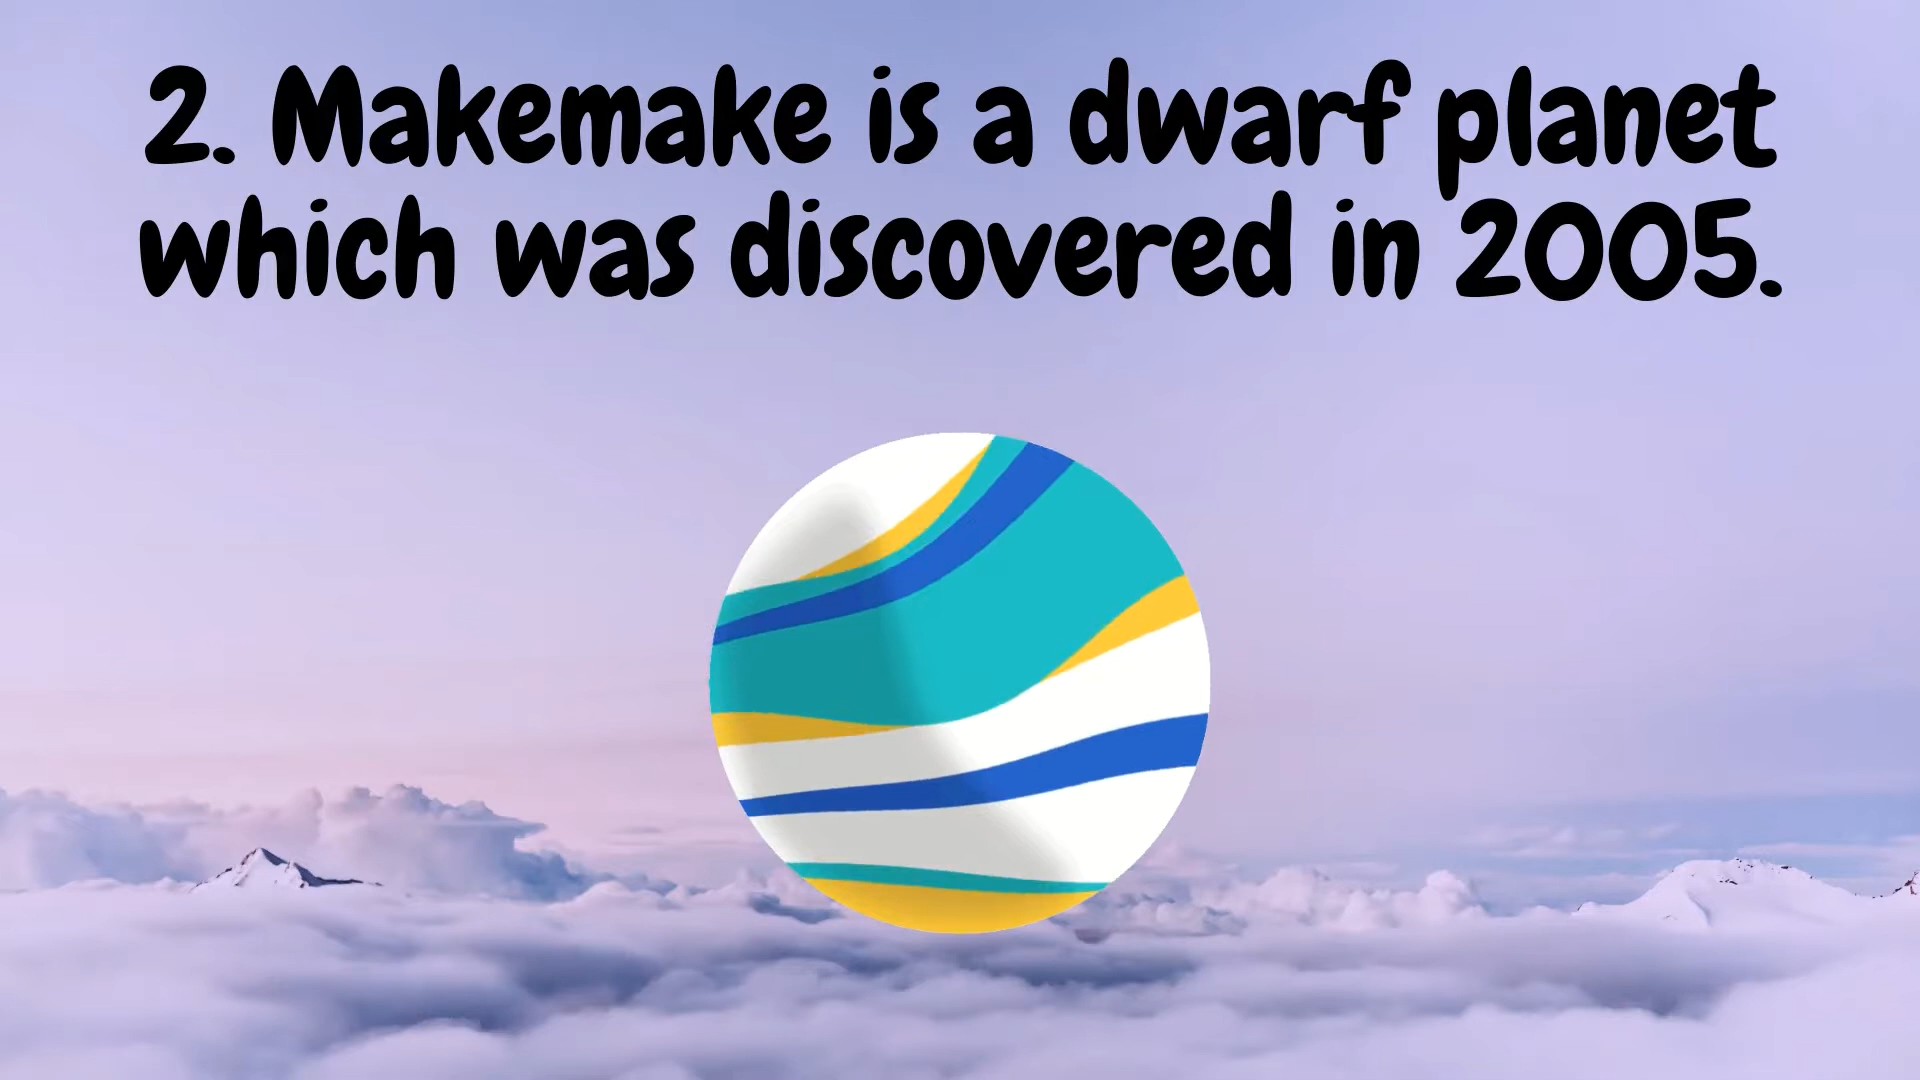 2. Makemake is a dwarf planet
which was discovered in 2005.